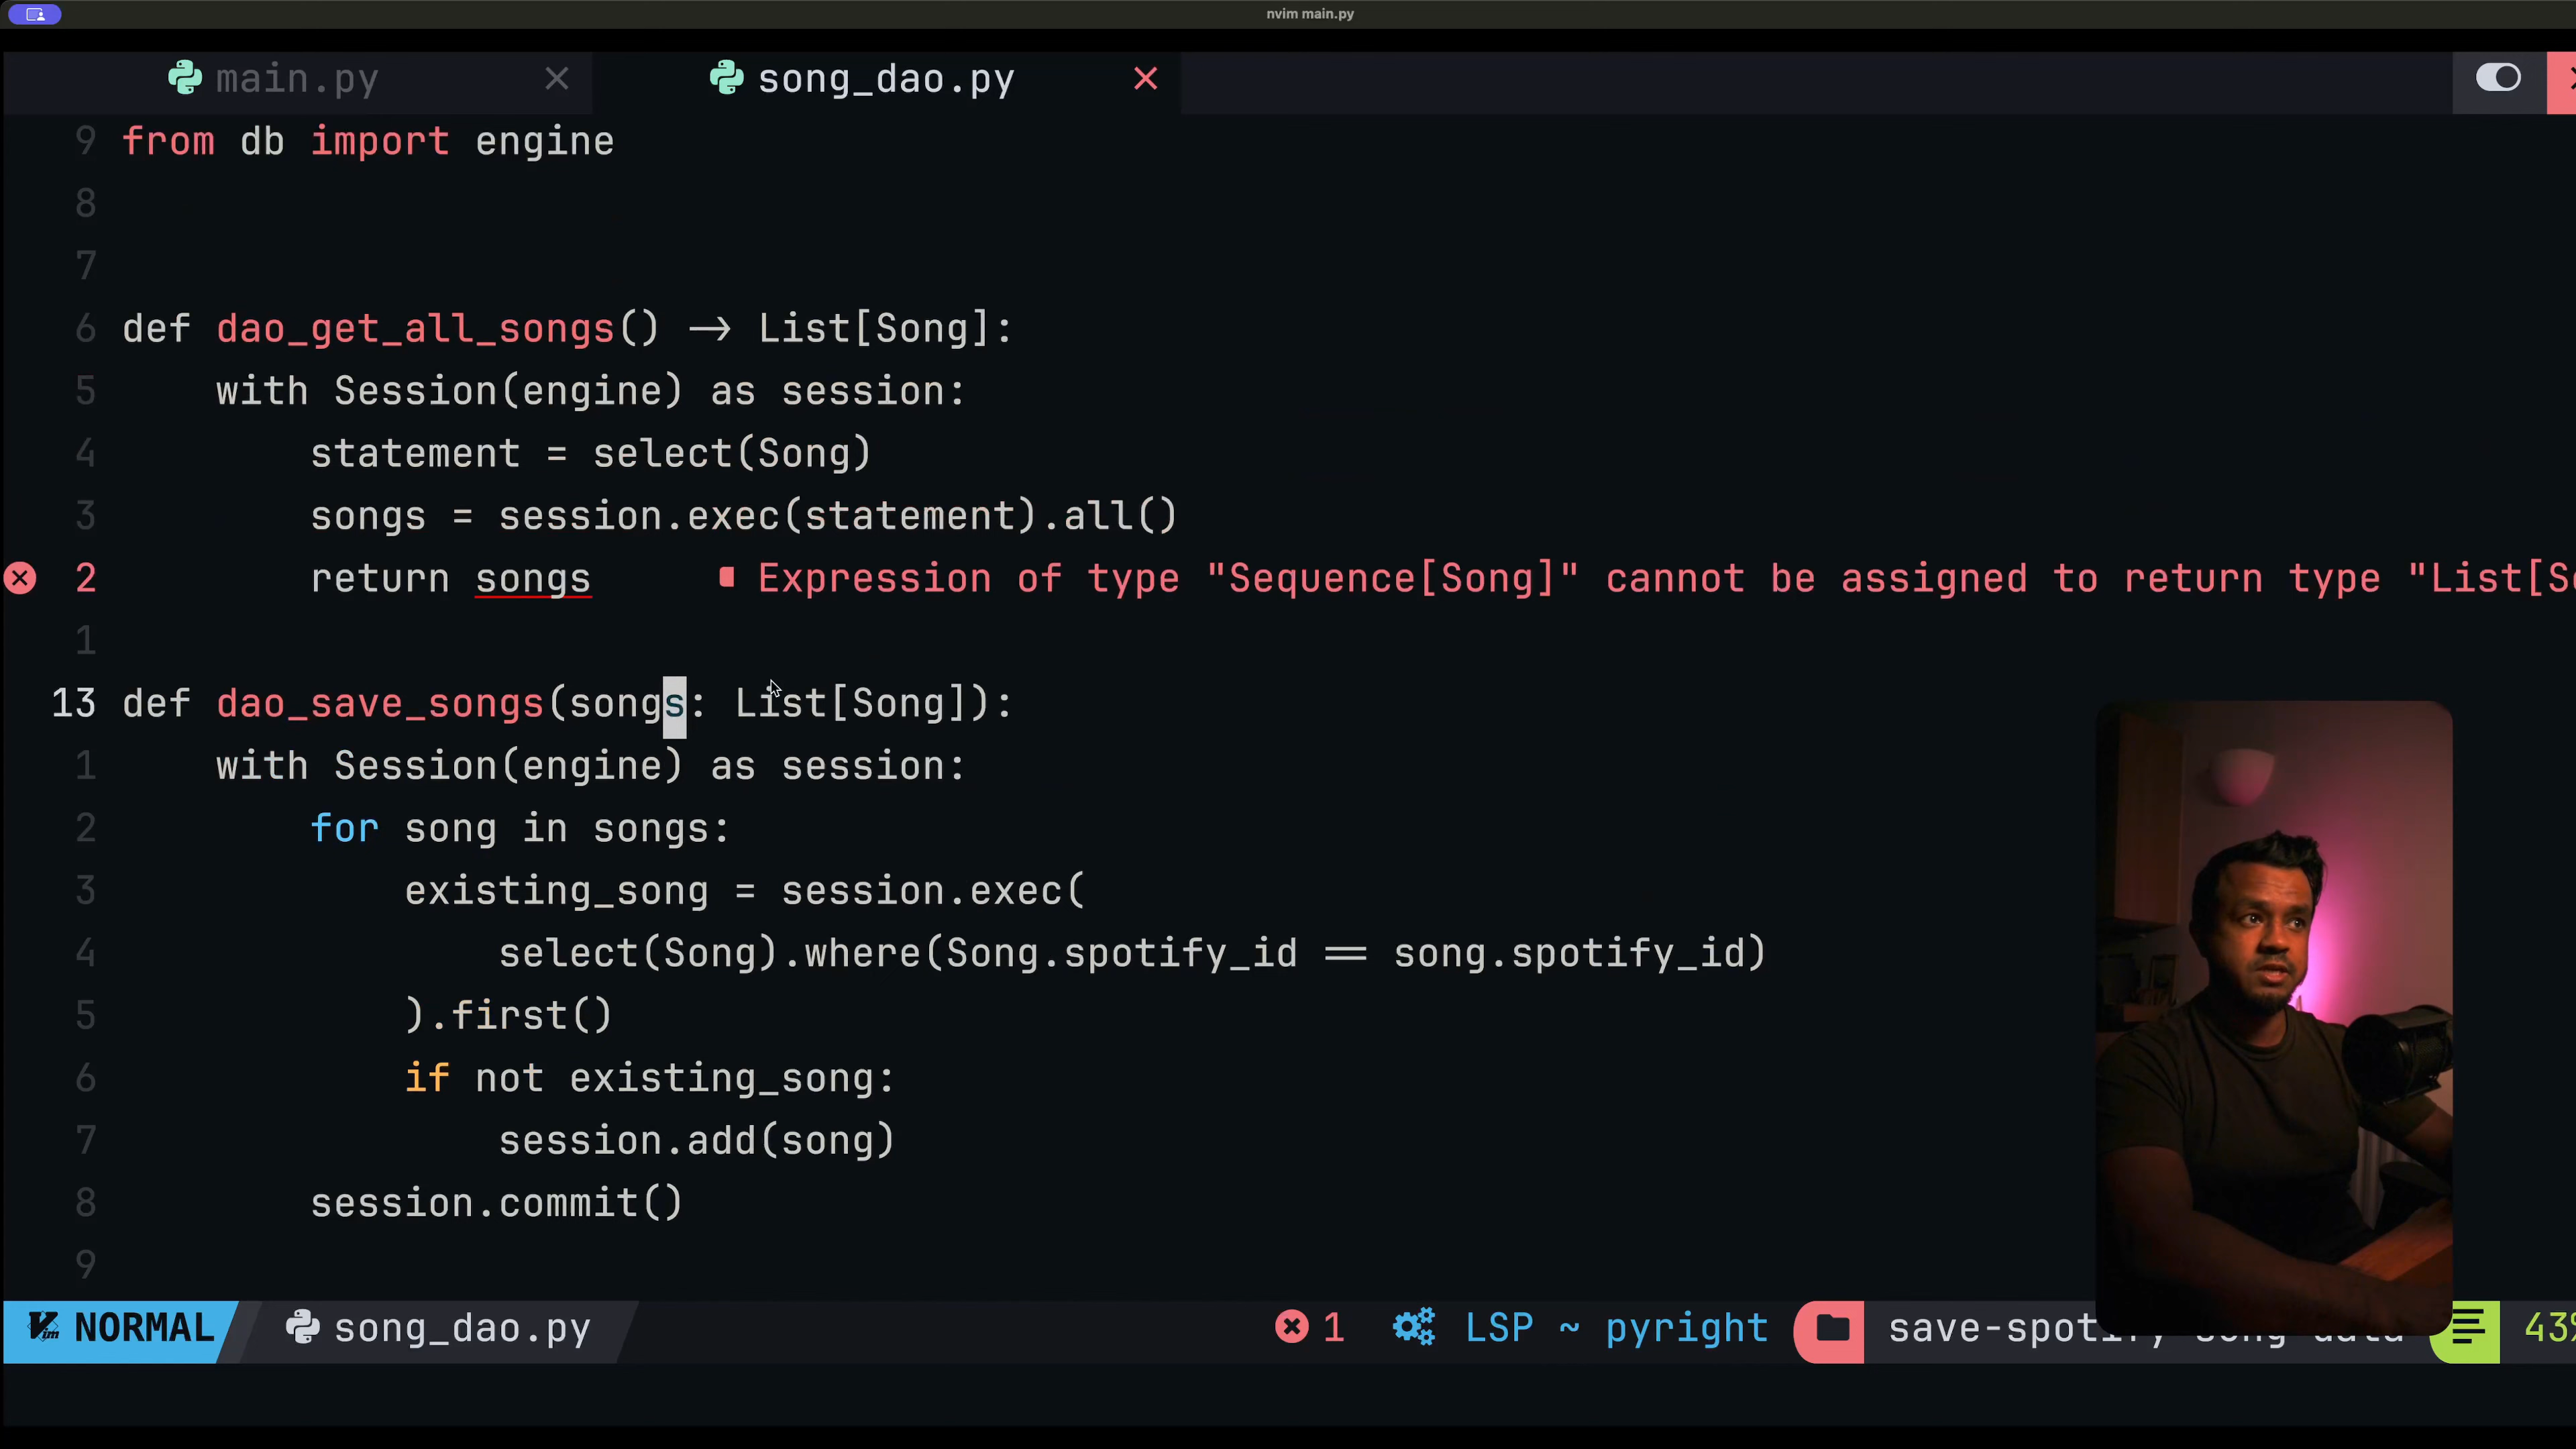 nvim main.py
main.py
song_dao.py
9 from db import engine
8
7
6 def dao_get_all_songs() → List[Song]:
5 with Session(engine) as session:
4 statement = select(Song)
3 songs = session.exec(statement).all()
2 return songs Expression of type "Sequence[Song]" cannot be assigned to return type "List[So
1
13 def dao_save_songs(songs: List[Song]):
1 with Session(engine) as session:
2 for song in songs:
3 existing_song = session.exec(
4 select(Song).where(Song.spotify_id == song.spotify_id)
5 ).first()
6 if not existing_song:
7 session.add(song)
8 session.commit()
9
NORMAL song_dao.py 1 LSP ~ pyright save-spotify-song-data 43%